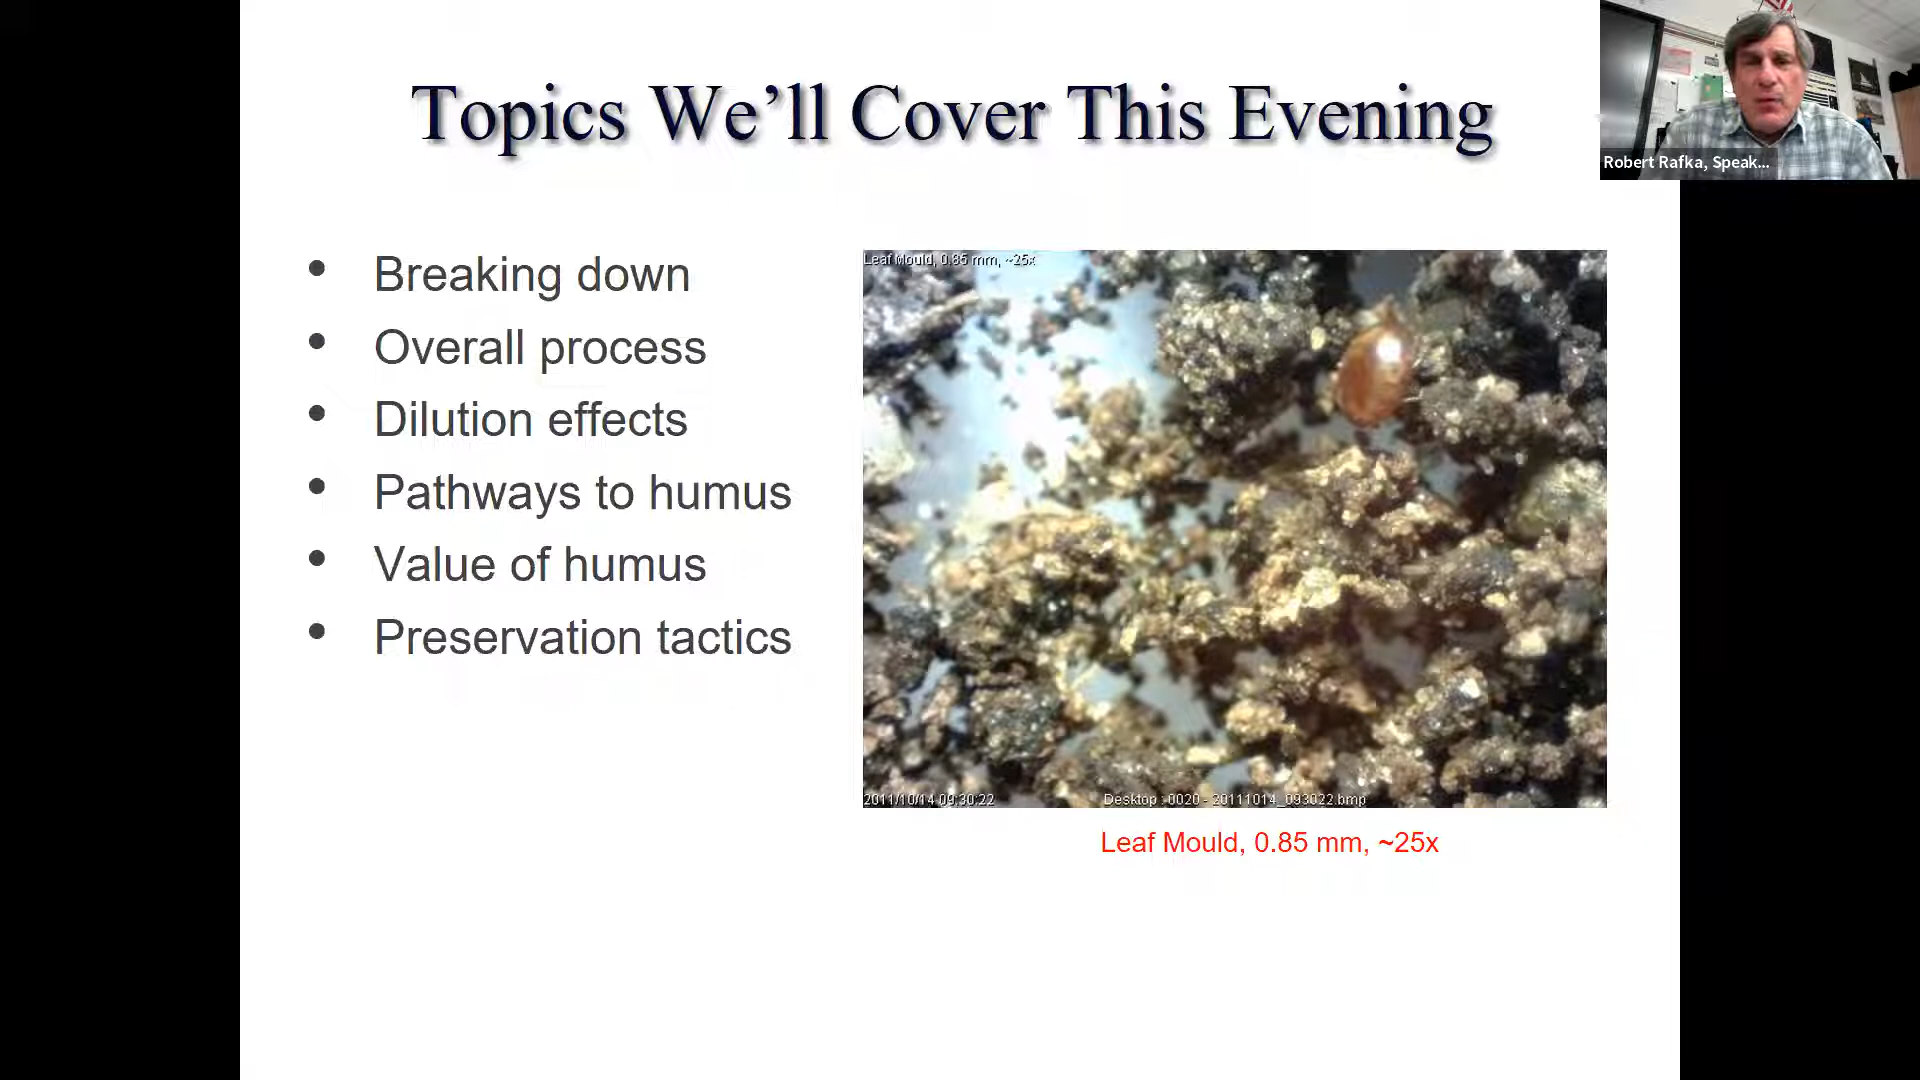 Topics We’ll Cover This Evening
Robert Rafka, Speak...
• Breaking down
• Overall process
• Dilution effects
• Pathways to humus
• Value of humus
• Preservation tactics
Leaf Mould, 0.85 mm, ~25x
2011/10/14 09:30:22
Desktop -0020 - 20111014_093022.bmp
Leaf Mould, 0.85 mm, ~25x